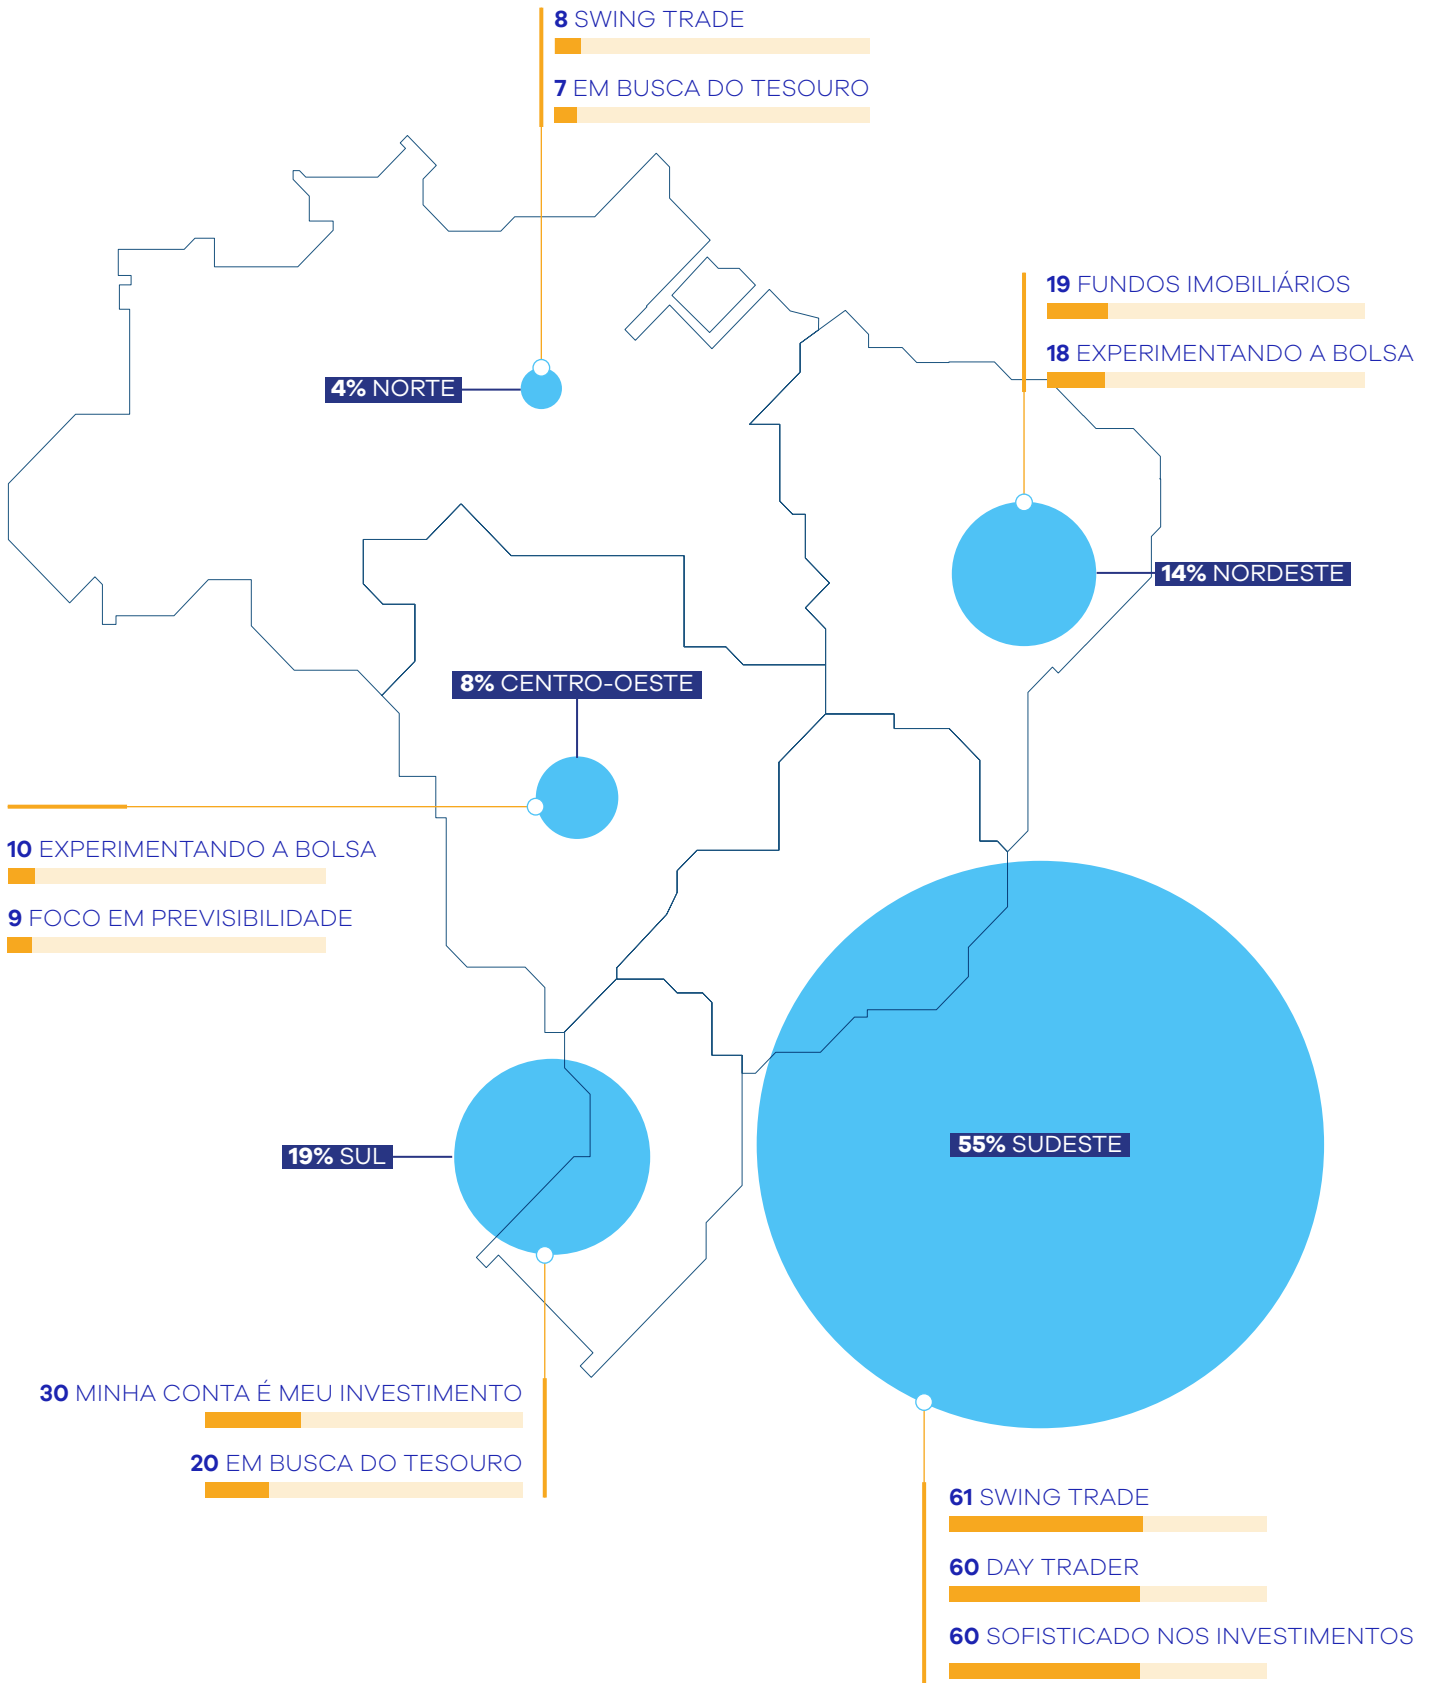 8 SWING TRADE
7 EM BUSCA DO TESOURO
19 FUNDOS IMOBILIÁRIOS
18 EXPERIMENTANDO A BOLSA
4% NORTE
14% NORDESTE
8% CENTRO-OESTE
10 EXPERIMENTANDO A BOLSA
9 FOCO EM PREVISIBILIDADE
55% SUDESTE
19% SUL
30 MINHA CONTA É MEU INVESTIMENTO
20 EM BUSCA DO TESOURO
61 SWING TRADE
60 DAY TRADER
60 SOFISTICADO NOS INVESTIMENTOS